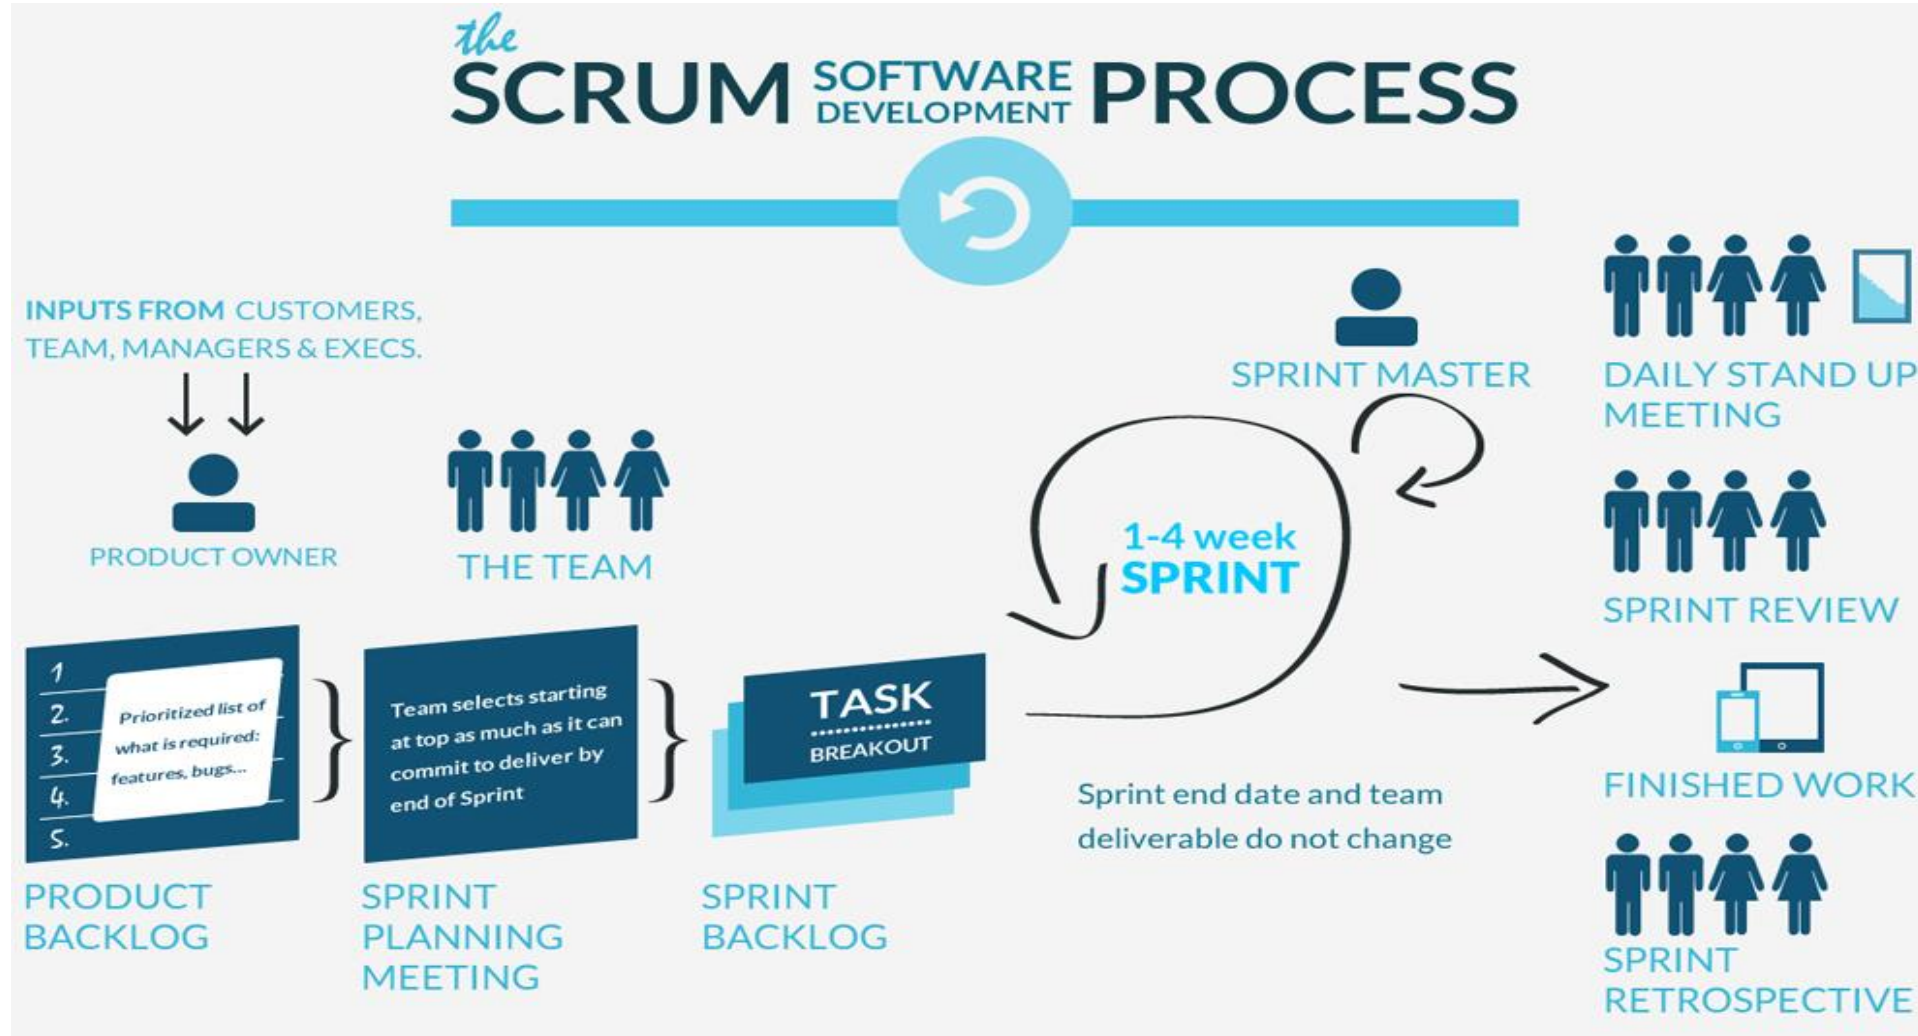 the
SCRUM SOFTWARE DEVELOPMENT PROCESS
INPUTS FROM CUSTOMERS,
TEAM, MANAGERS & EXECS.
PRODUCT OWNER
THE TEAM
1
2.
3.
4.
5.
Prioritized list of
what is required:
features, bugs...
PRODUCT
BACKLOG
Team selects starting
at top as much as it can
commit to deliver by
end of Sprint
SPRINT
PLANNING
MEETING
TASK
BREAKOUT
SPRINT
BACKLOG
1-4 week
SPRINT
SPRINT MASTER
Sprint end date and team
deliverable do not change
DAILY STAND UP
MEETING
SPRINT REVIEW
FINISHED WORK
SPRINT
RETROSPECTIVE